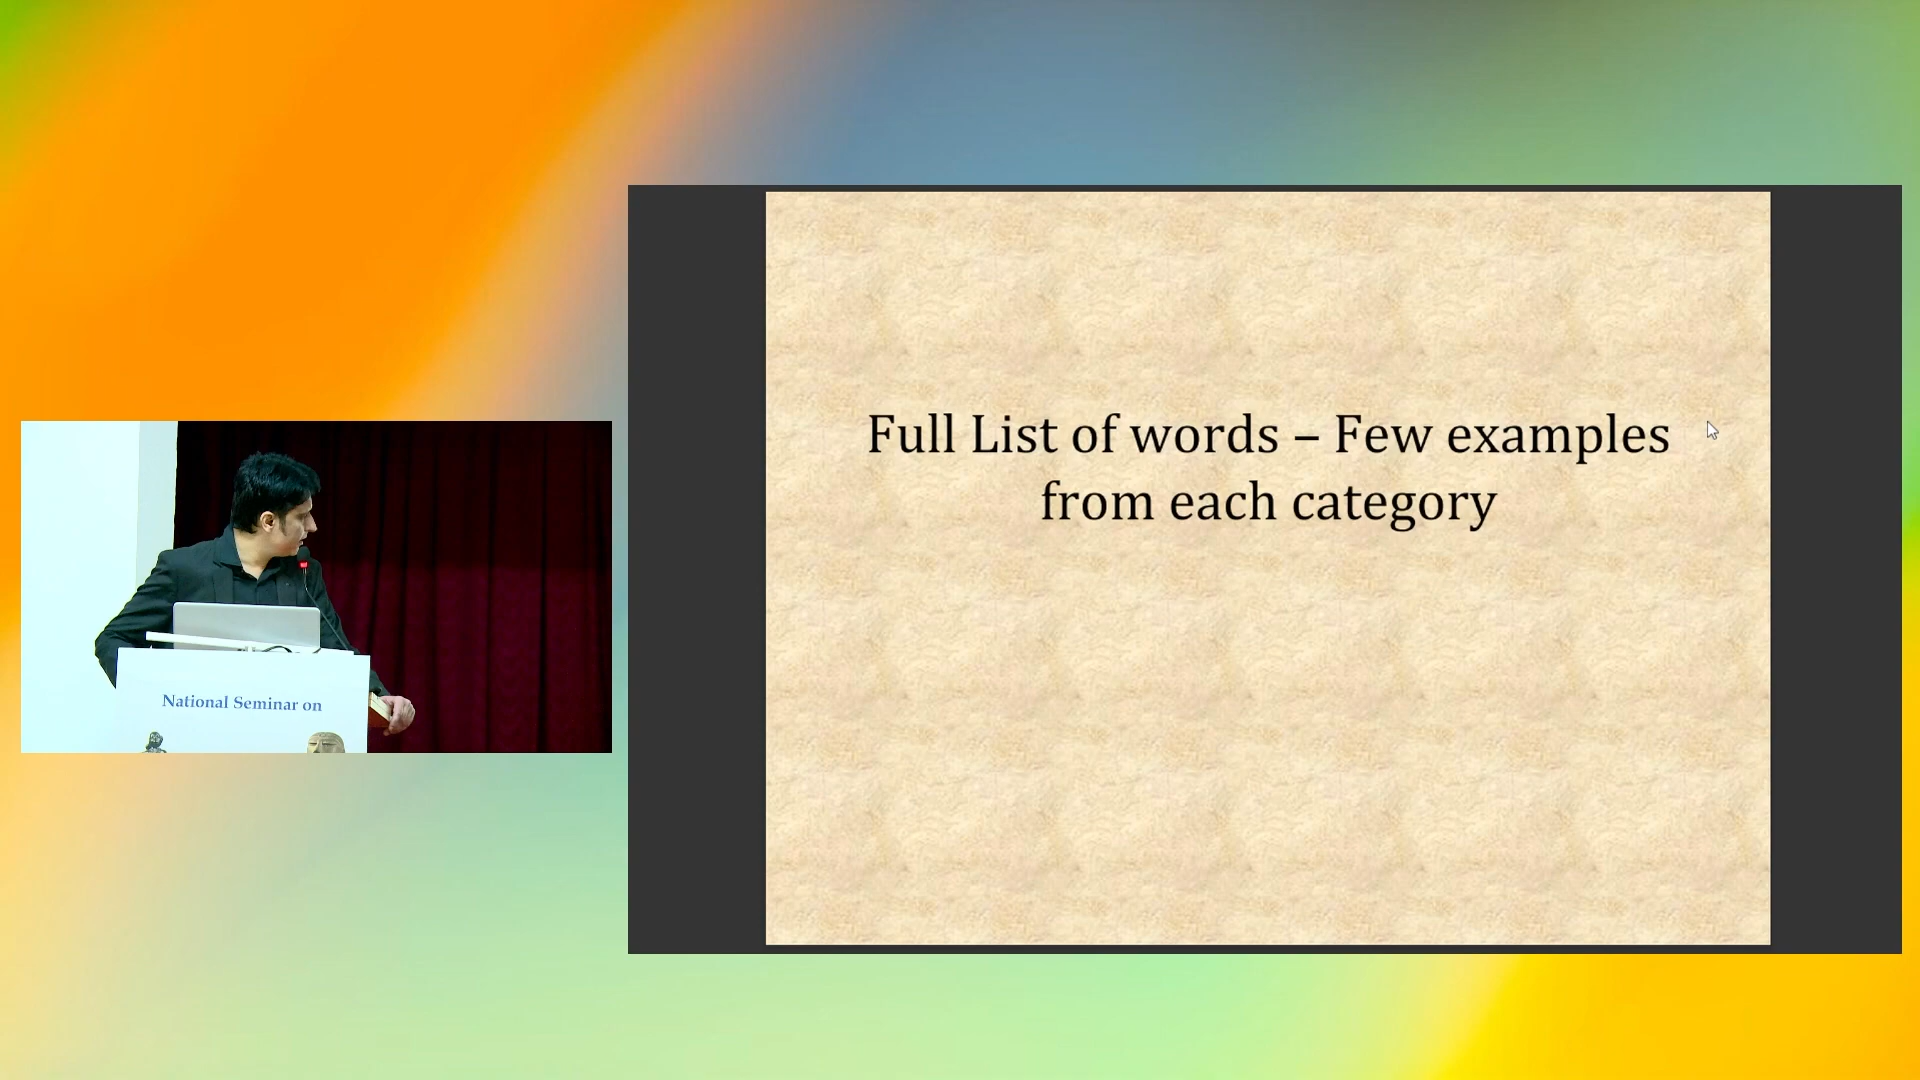 National Seminar on
Full List of words – Few examples
from each category